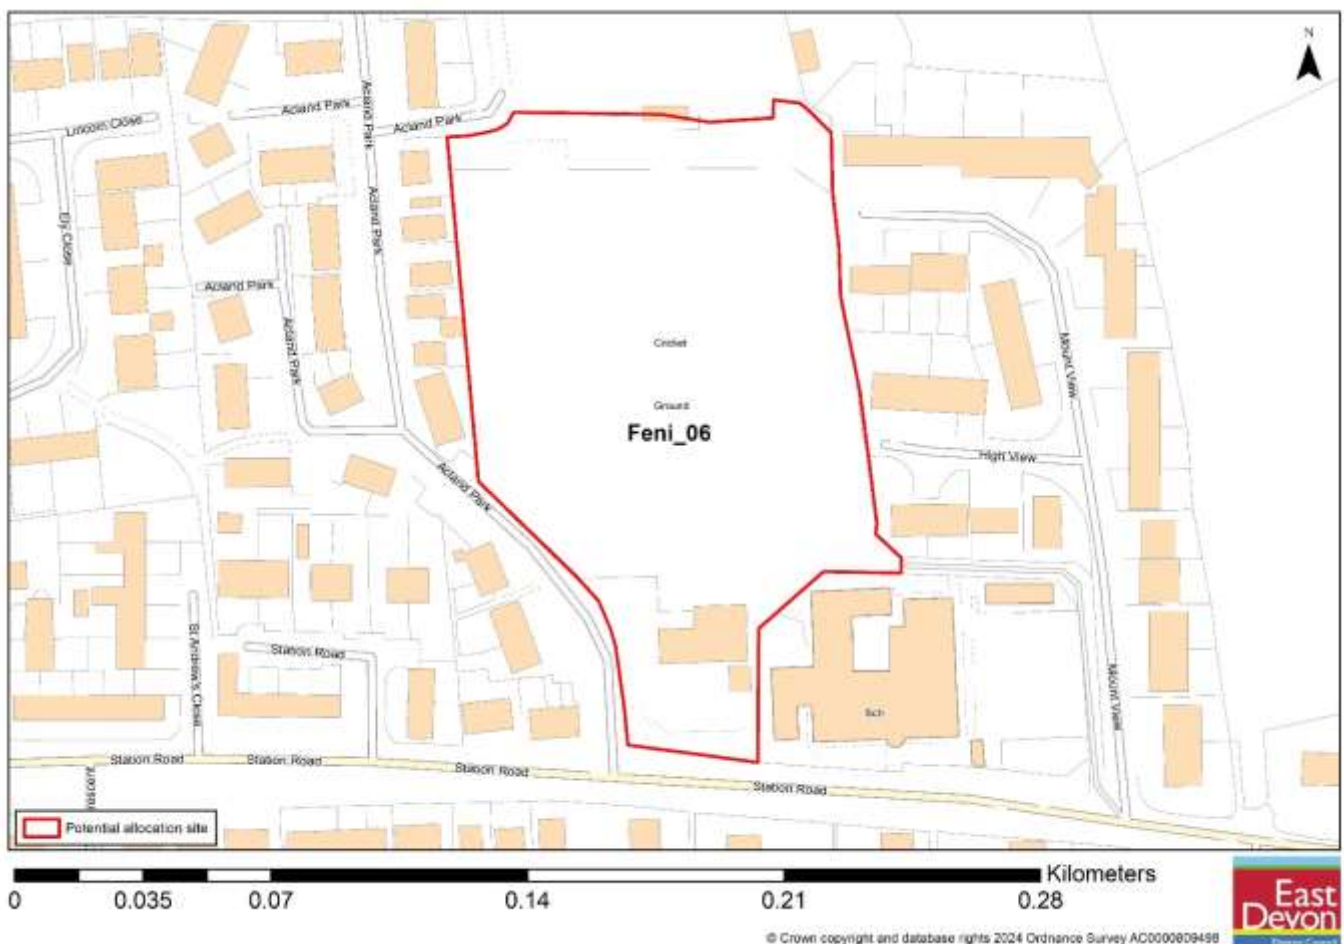 N
Acland Park
Acland Park
Acland Park
Lincoln Close
Acland Park
Ely Close
Acland Park
Acland Park
Mount View
Cricket
Ground
Feni_06
High View
Acland Park
St Andrew's Close
Station Road
Mount View
Sch
Station Road
Station Road
Station Road
Station Road
rescent
Potential allocation site
Kilometers
0 0.035 0.07 0.14 0.21 0.28
East
Devon
© Crown copyright and database rights 2024 Ordnance Survey AC0000809498